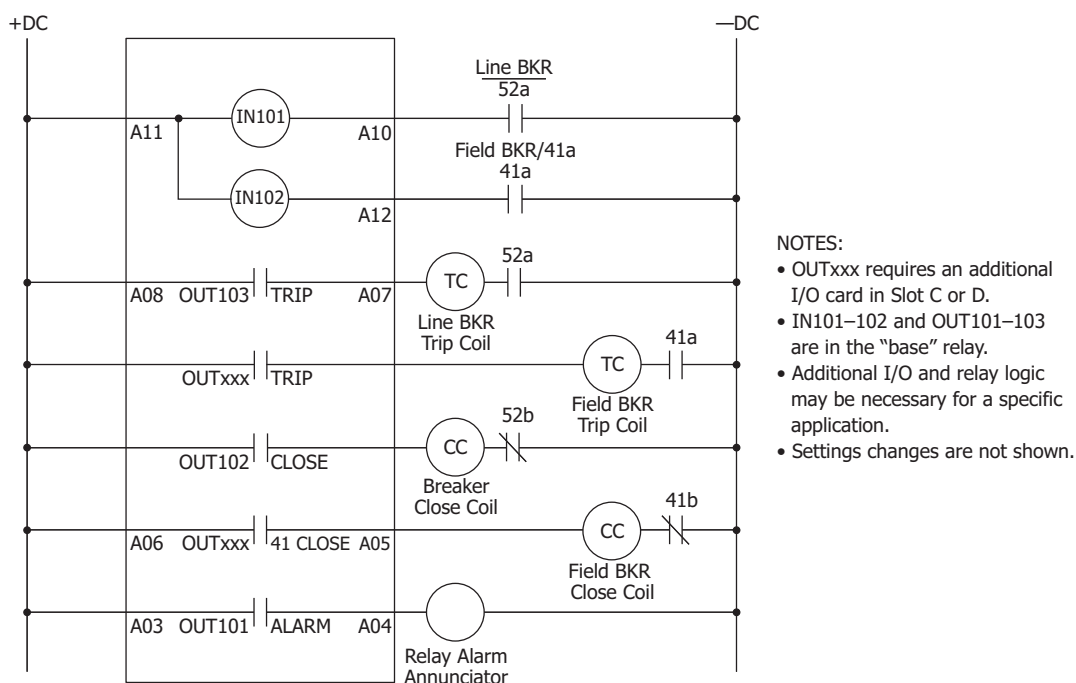 +DC
—DC
Line BKR
52a
IN101
A11
A10
Field BKR/41a
41a
IN102
A12
52a
TC
A08 OUT103 TRIP A07
Line BKR
Trip Coil
41a
TC
OUTxxx TRIP
Field BKR
Trip Coil
52b
CC
OUT102 CLOSE
Breaker
Close Coil
41b
CC
A06 OUTxxx 41 CLOSE A05
Field BKR
Close Coil
A03 OUT101 ALARM A04
Relay Alarm
Annunciator
NOTES:
• OUTxxx requires an additional
I/O card in Slot C or D.
• IN101–102 and OUT101–103
are in the “base” relay.
• Additional I/O and relay logic
may be necessary for a specific
application.
• Settings changes are not shown.